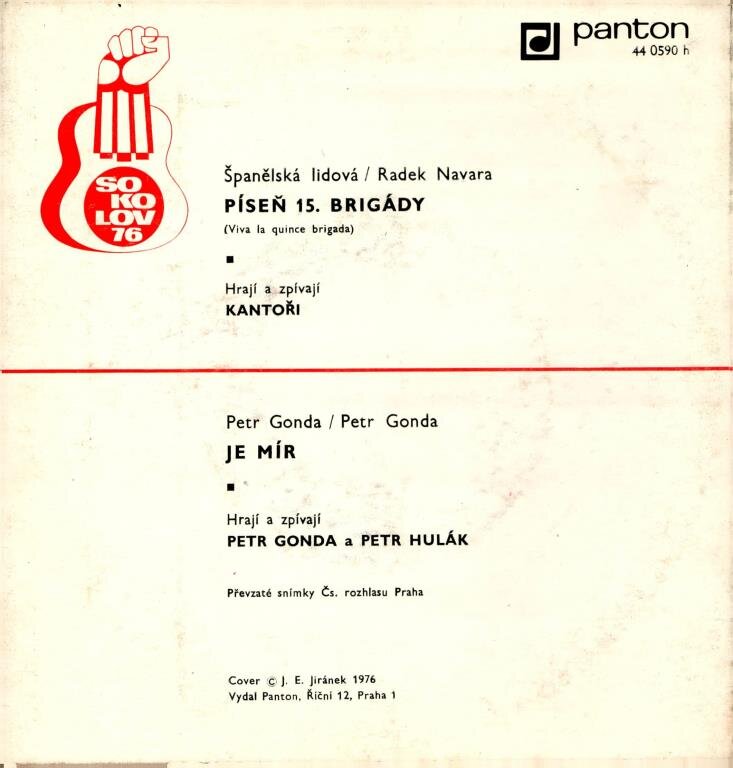 panton
44 0590 h
SO
KO
LOV
76
Španělská lidová / Radek Navara
PÍSEŇ 15. BRIGÁDY
(Viva la quince brigada)
Hrají a zpívají
KANTOŘI
Petr Gonda / Petr Gonda
JE MÍR
Hrají a zpívají
PETR GONDA a PETR HULÁK
Převzaté snímky Čs. rozhlasu Praha
Cover © J. E. Jiránek 1976
Vydal Panton, Říční 12, Praha 1